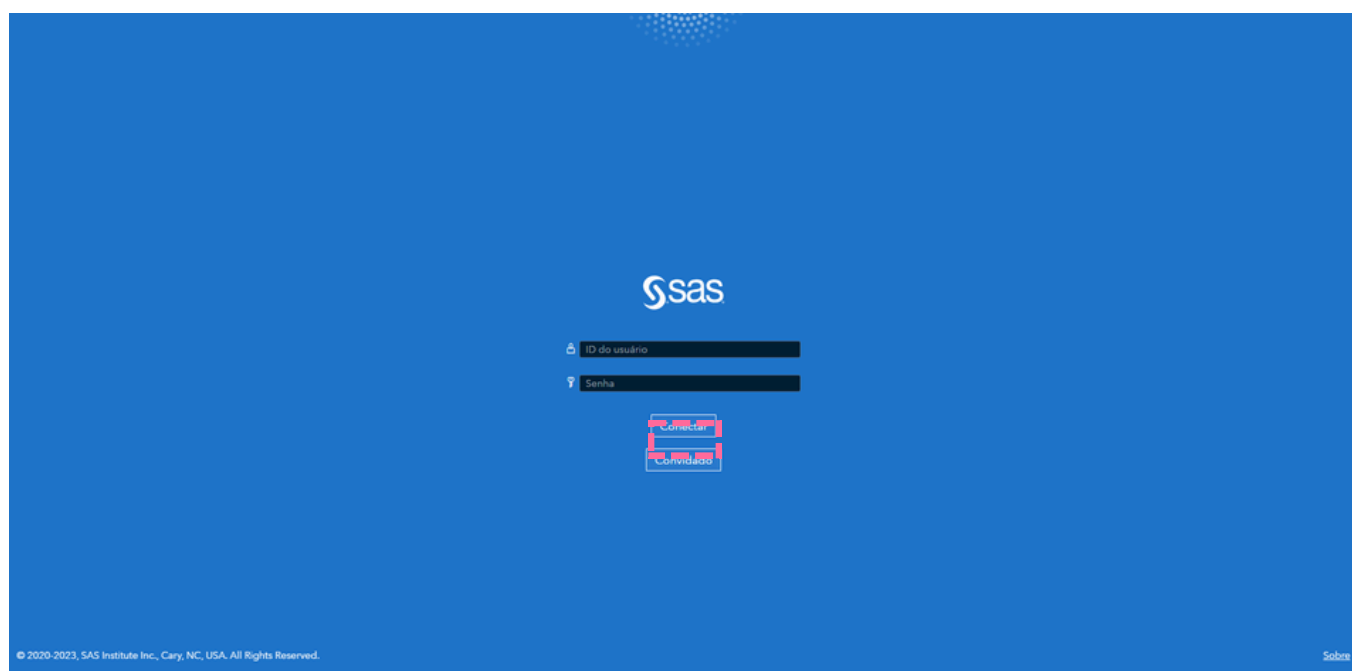 sas
ID do usuário
Senha
Conectar
Convidado
© 2020-2023, SAS Institute Inc., Cary, NC, USA. All Rights Reserved.
Sobre